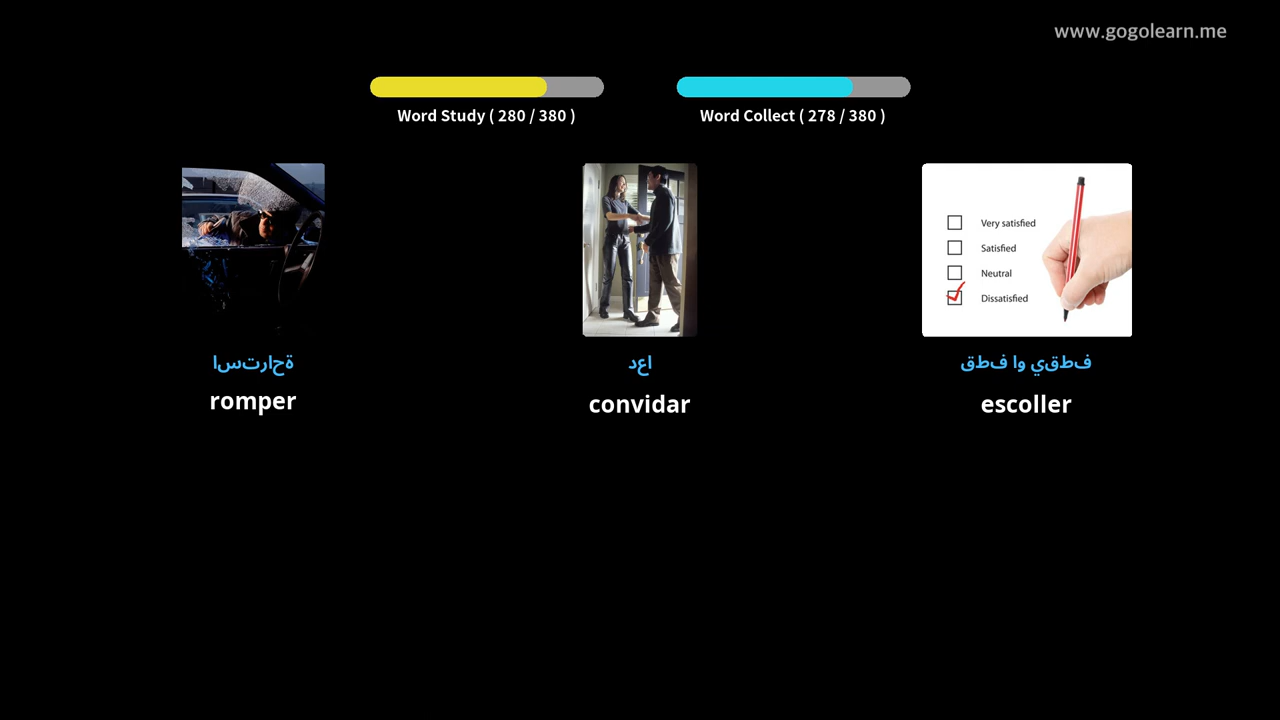 www.gogolearn.me
Word Study ( 280 / 380 )
Word Collect ( 278 / 380 )
Very satisfied
Satisfied
Neutral
Dissatisfied
ةحارتسا
اعد
فطقي وا فطق
romper
convidar
escoller